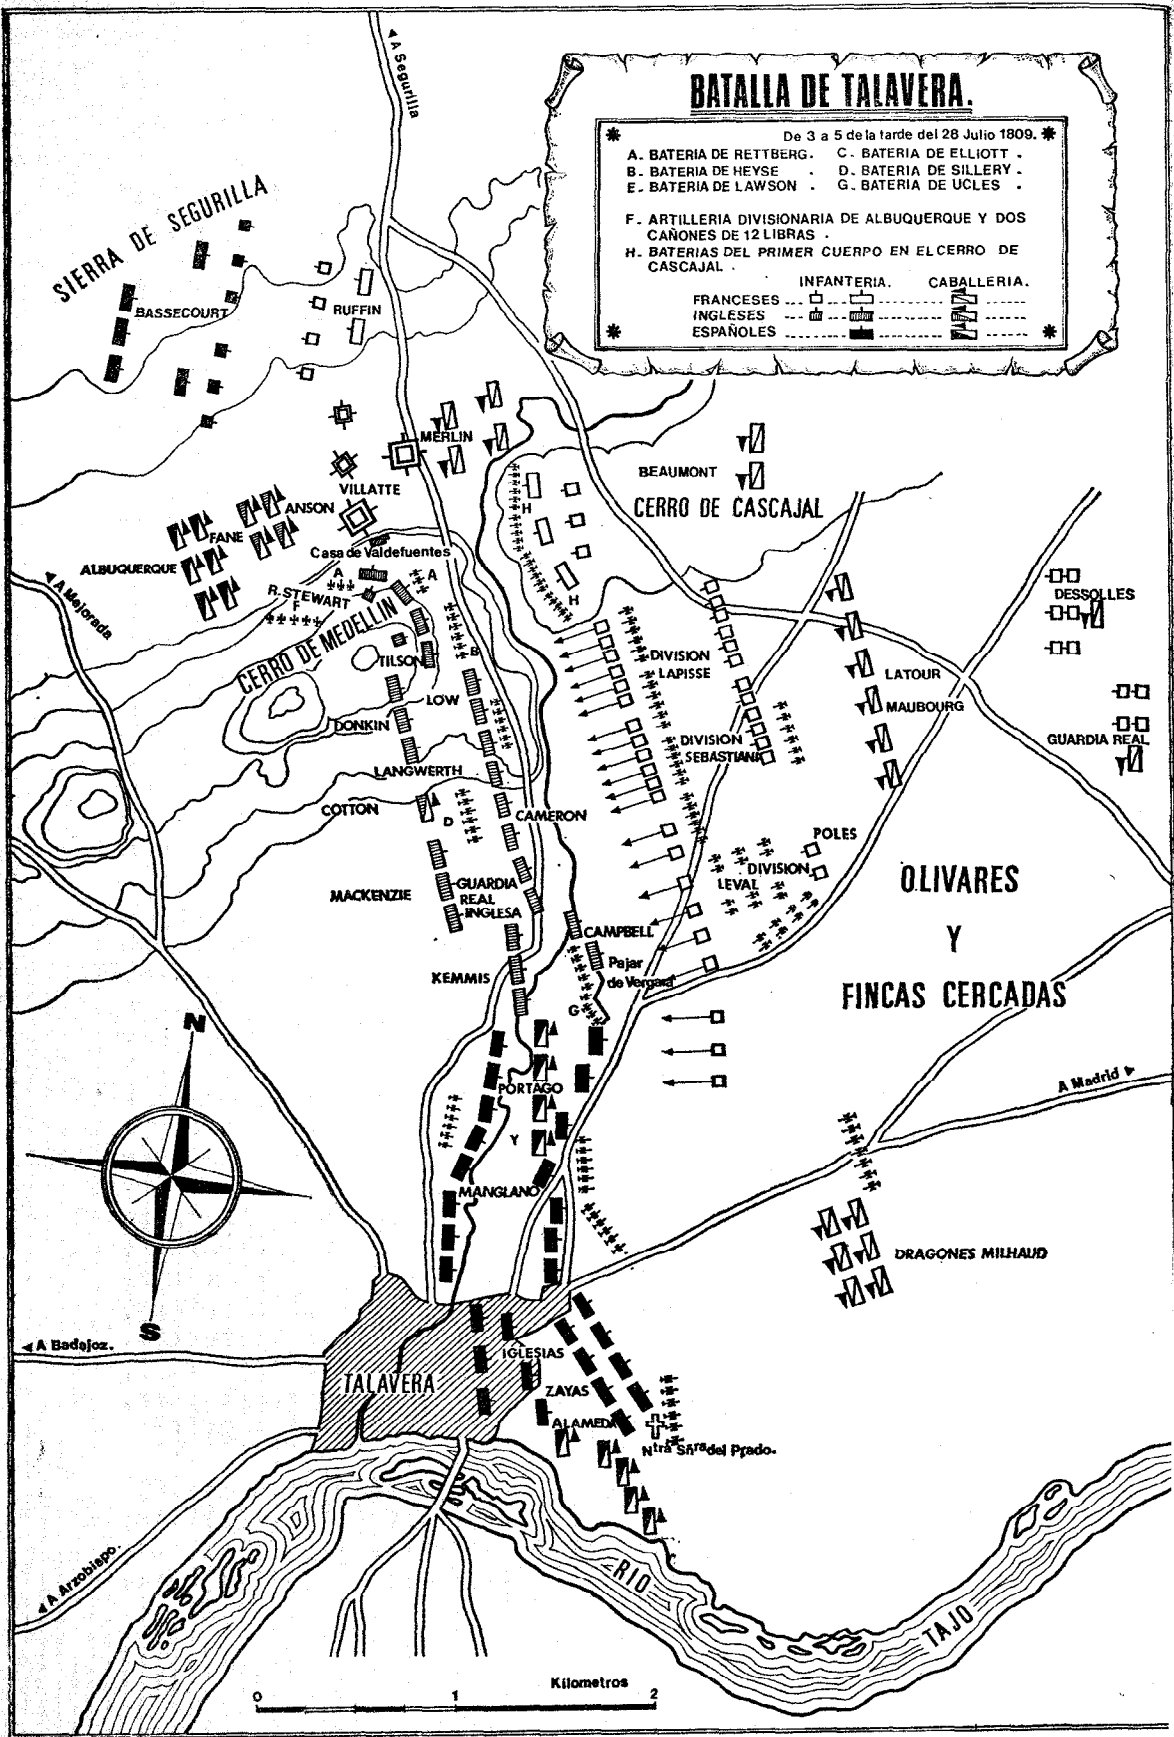 BATALLA DE TALAVERA.
De 3 a 5 de la tarde del 28 Julio 1809.
A. BATERIA DE RETTBERG. C. BATERIA DE ELLIOTT .
B. BATERIA DE HEYSE . D. BATERIA DE SILLERY .
E. BATERIA DE LAWSON . G. BATERIA DE UCLES .
F. ARTILLERIA DIVISIONARIA DE ALBUQUERQUE Y DOS
CAÑONES DE 12 LIBRAS .
H. BATERIAS DEL PRIMER CUERPO EN EL CERRO DE
CASCAJAL .
INFANTERIA. CABALLERIA.
FRANCESES
INGLESES
ESPAÑOLES
A Segurilla
SIERRA DE SEGURILLA
BASSECOURT
RUFFIN
MERLIN
BEAUMONT
CERRO DE CASCAJAL
VILLATTE
H
ANSON
FANE
Casa de Valdefuentes
ALBUQUERQUE
A
A
R. STEWART
F
H
A Mejorada
CERRO DE MEDELLIN
B
TILSON
DIVISION
LAPISSE
DESSOLLES
LATOUR
MAUBOURG
LOW
DONKIN
DIVISION
SEBASTIANI
GUARDIA REAL
LANGWERTH
COTTON
D
CAMERON
POLES
DIVISION
LEVAL
MACKENZIE
GUARDIA
REAL
INGLESA
OLIVARES
Y
FINCAS CERCADAS
CAMPBELL
Pajar
de Vergara
KEMMIS
G
N
PORTAGO
A Madrid
Y
MANGLANO
DRAGONES MILHAUD
S
A Badajoz.
IGLESIAS
TALAVERA
ZAYAS
ALAMEDA
Ntra Sñra del Prado.
A Arzobispo.
RIO
TAJO
Kilometros
0 1 2